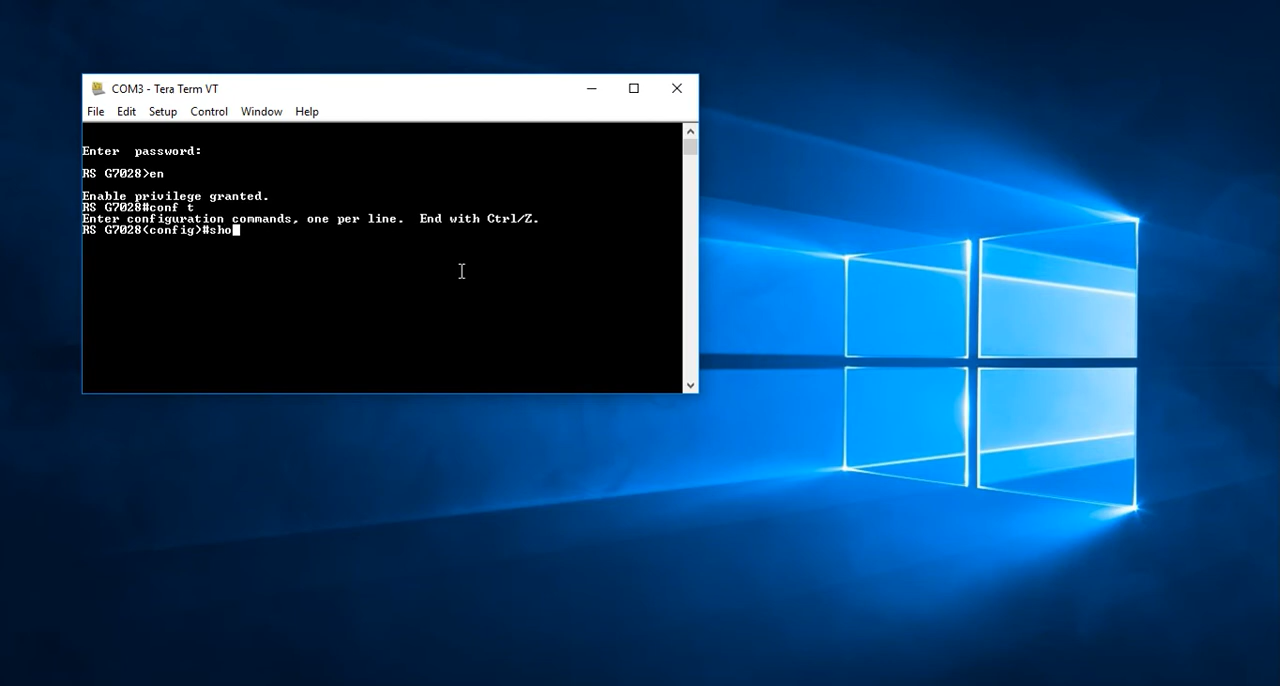 COM3 - Tera Term VT
File Edit Setup Control Window Help
Enter  password:
RS G7028>en
Enable privilege granted.
RS G7028#conf t
Enter configuration commands, one per line.  End with Ctrl/Z.
RS G7028(config)#sho